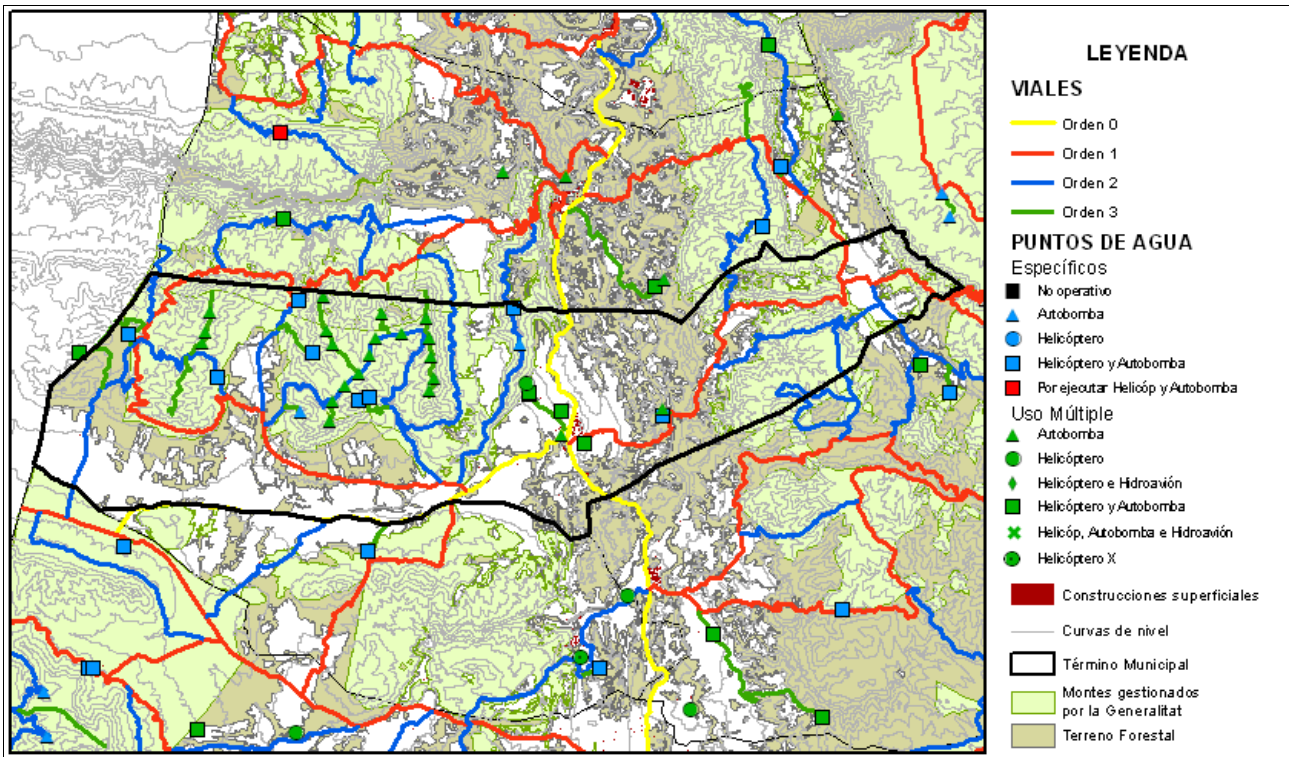 LEYENDA
VIALES
Orden 0
Orden 1
Orden 2
Orden 3
PUNTOS DE AGUA
Específicos
No operativo
Autobomba
Helicóptero
Helicóptero y Autobomba
Por ejecutar Helicóp y Autobomba
Uso Múltiple
Autobomba
Helicóptero
Helicóptero e Hidroavión
Helicóptero y Autobomba
Helicóp, Autobomba e Hidroavión
Helicóptero X
Construcciones superficiales
Curvas de nivel
Término Municipal
Montes gestionados
por la Generalitat
Terreno Forestal